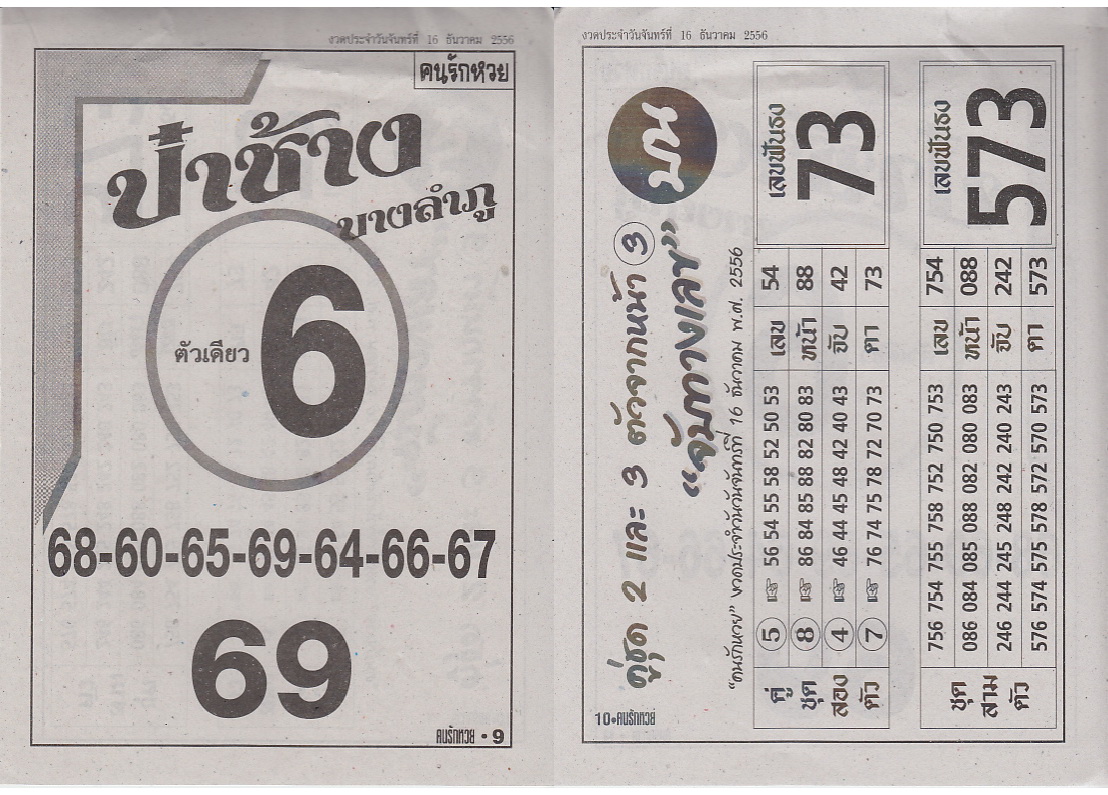 งวดประจำวันจันทร์ที่ 16 ธันวาคม 2556
คนรักหวย
ป๋าช้าง
บางลำภู
ตัวเดียว
6
68-60-65-69-64-66-67
69
คนรักหวย • 9
งวดประจำวันจันทร์ที่ 16 ธันวาคม 2556
คู่ชุด 2 และ 3 ตัวจากหน้า 3
บน
“จับทางเลข”
“คนรักหวย” งวดประจำวันจันทร์ที่ 16 ธันวาคม พ.ศ. 2556
คู่ ชุด สอง ตัว
5 ☞ 56 54 55 58 52 50 53 เลข 54
8 ☞ 86 84 85 88 82 80 83 หน้า 88
4 ☞ 46 44 45 48 42 40 43 จับ 42
7 ☞ 76 74 75 78 72 70 73 ตา 73
เลขฟันธง
73
ชุด สาม ตัว
756 754 755 758 752 750 753 เลข 754
086 084 085 088 082 080 083 หน้า 088
246 244 245 248 242 240 243 จับ 242
576 574 575 578 572 570 573 ตา 573
เลขฟันธง
573
10•คนรักหวย